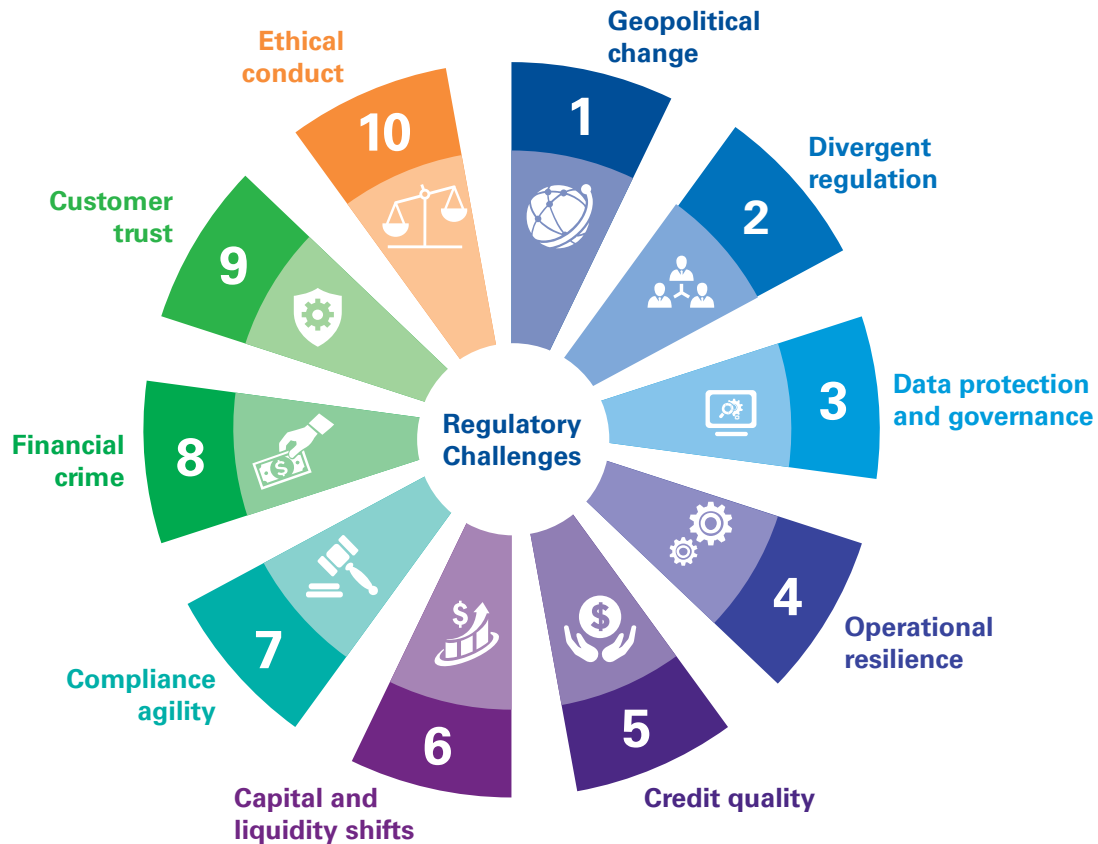 Regulatory
Challenges
1
Geopolitical
change
2
Divergent
regulation
3
Data protection
and governance
4
Operational
resilience
$
5
Credit quality
$
6
Capital and
liquidity shifts
7
Compliance
agility
$
8
Financial
crime
9
Customer
trust
10
Ethical
conduct